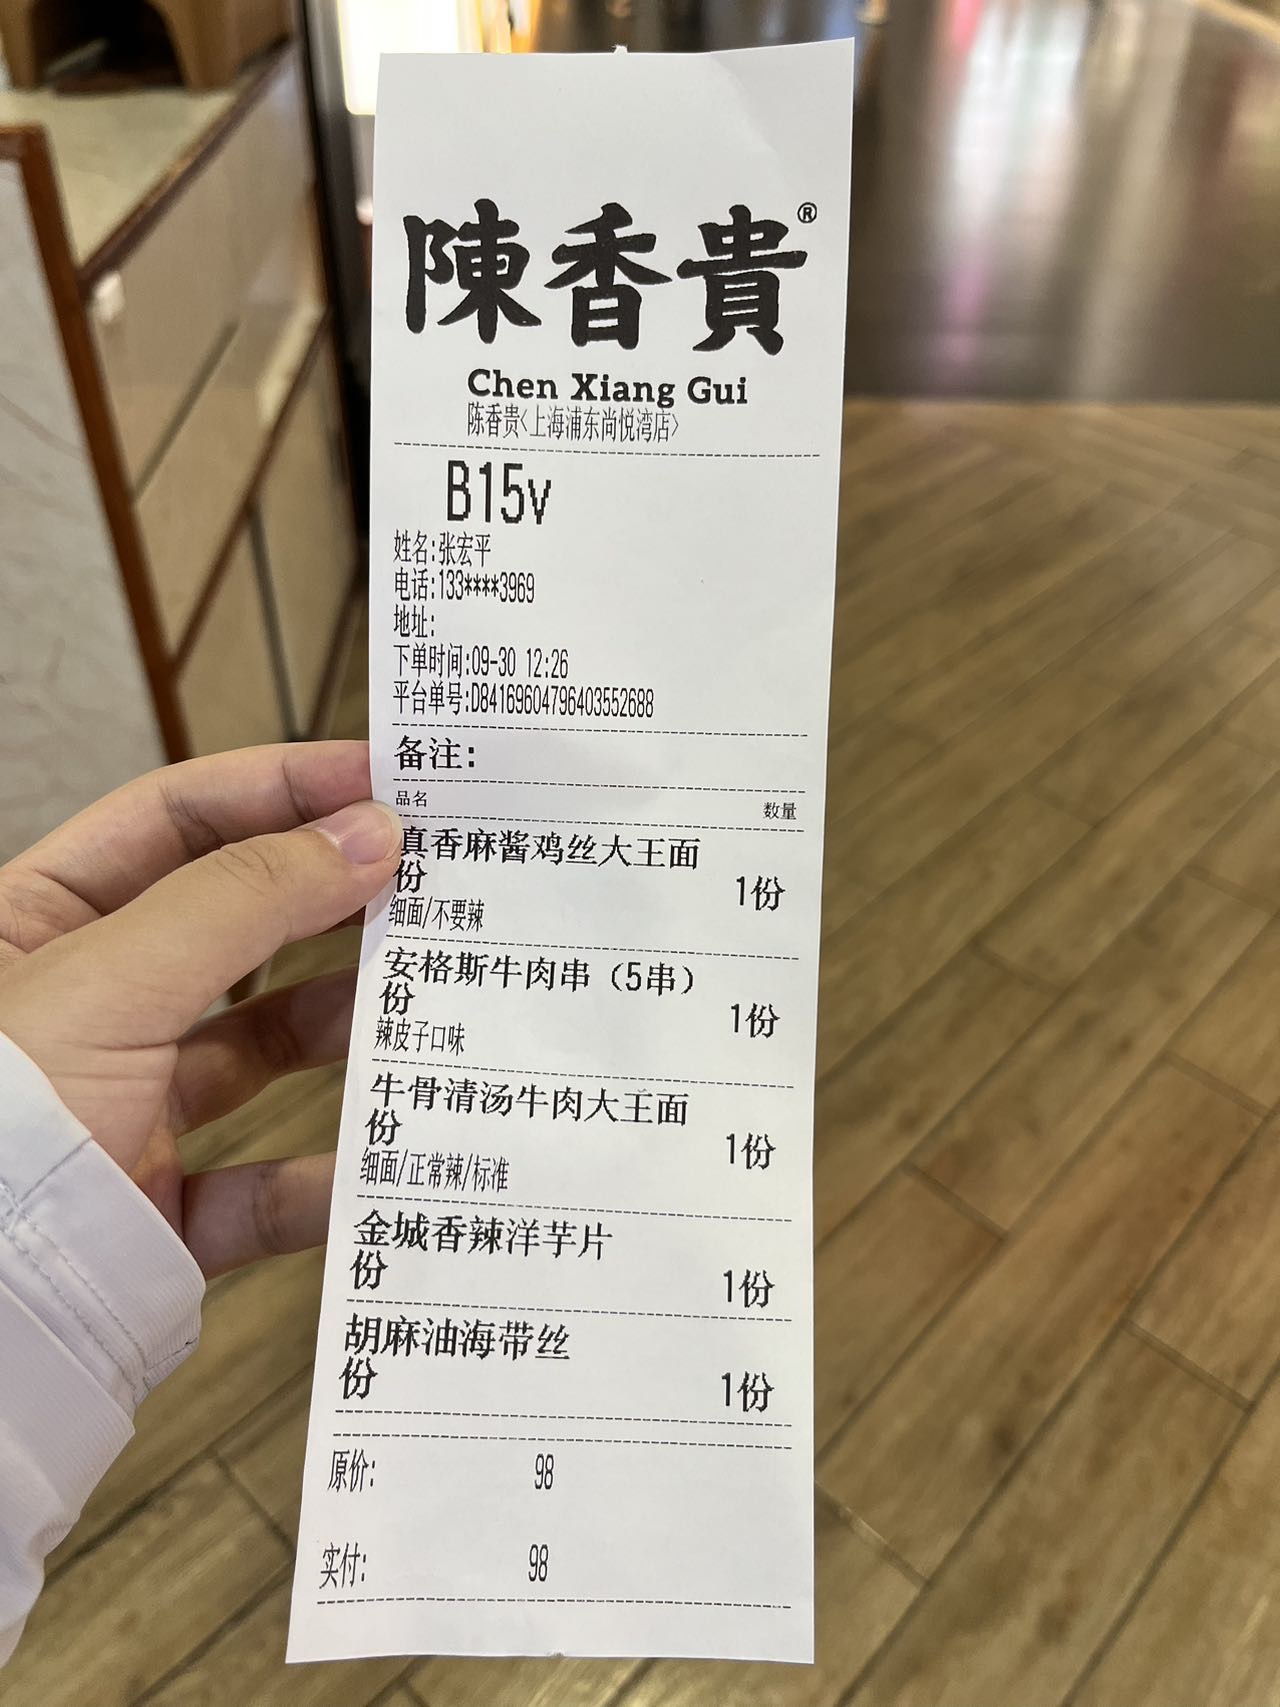 陳香貴®
Chen Xiang Gui
陈香贵<上海浦东尚悦湾店>
B15v
姓名:张宏平
电话:133****3969
地址:
下单时间:09-30 12:26
平台单号:D84169604796403552688
备注:
品名 数量
真香麻酱鸡丝大王面
份 1份
细面/不要辣
安格斯牛肉串（5串）
份 1份
辣皮子口味
牛骨清汤牛肉大王面
份 1份
细面/正常辣/标准
金城香辣洋芋片
份 1份
胡麻油海带丝
份 1份
原价: 98
实付: 98